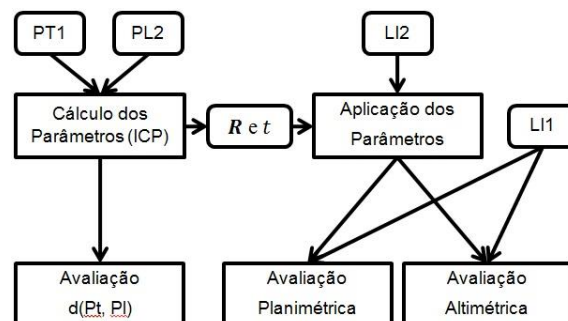 PT1
PL2
LI2
Cálculo dos
Parâmetros (ICP)
R e t
Aplicação dos
Parâmetros
LI1
Avaliação
d(Pt, Pl)
Avaliação
Planimétrica
Avaliação
Altimétrica